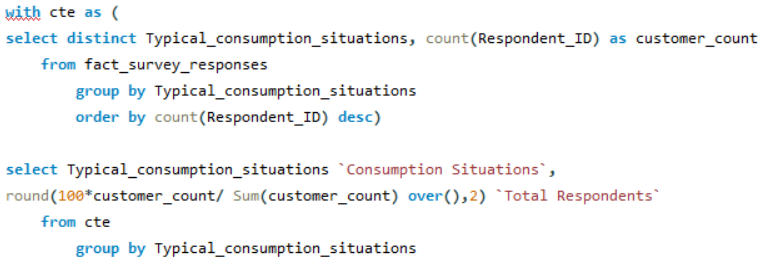 with cte as (
select distinct Typical_consumption_situations, count(Respondent_ID) as customer_count
from fact_survey_responses
group by Typical_consumption_situations
order by count(Respondent_ID) desc)
select Typical_consumption_situations `Consumption Situations`,
round(100*customer_count/ Sum(customer_count) over(),2) `Total Respondents`
from cte
group by Typical_consumption_situations